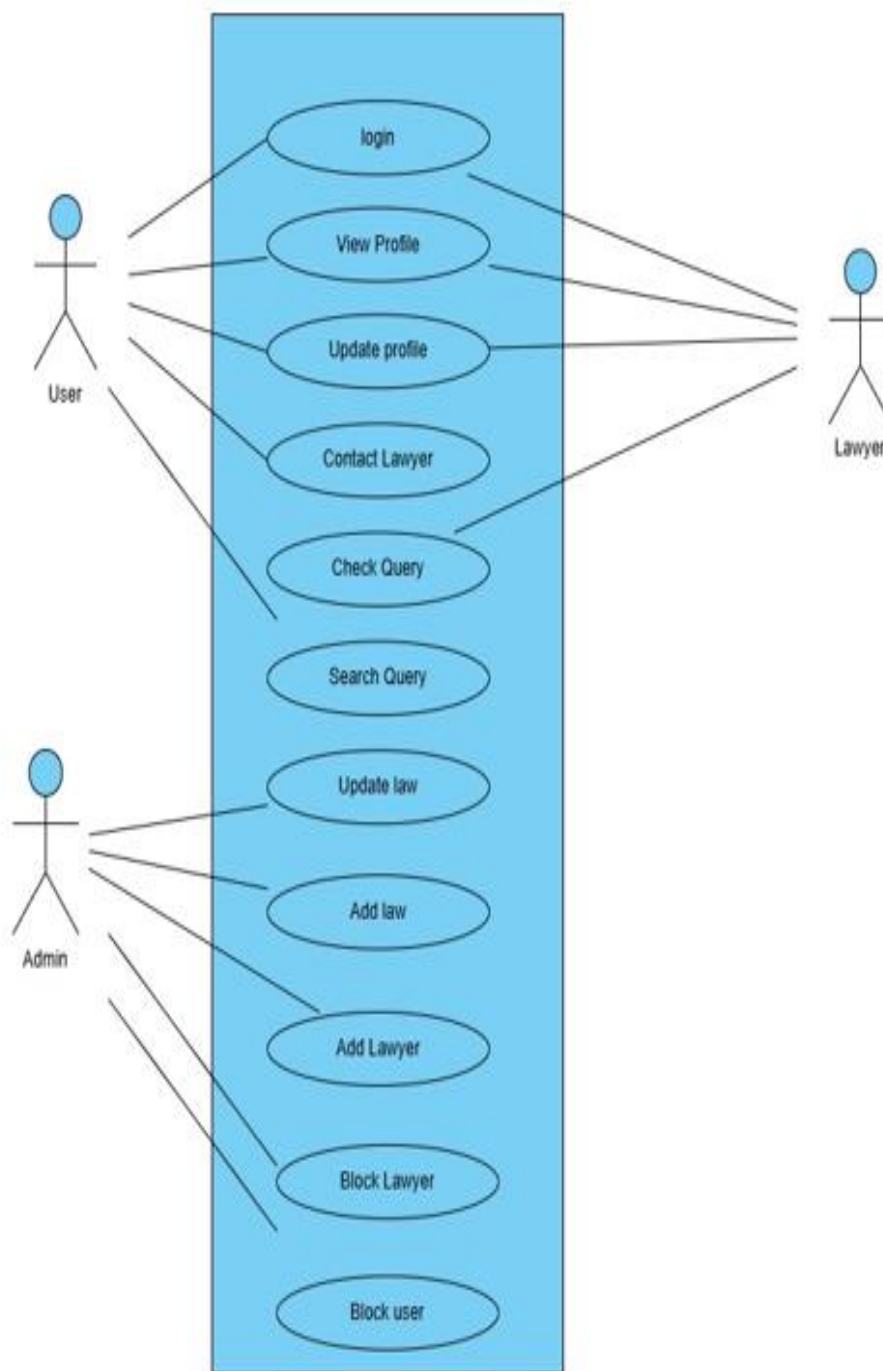 login
View Profile
User
Update profile
Lawyer
Contact Lawyer
Check Query
Search Query
Update law
Add law
Admin
Add Lawyer
Block Lawyer
Block user